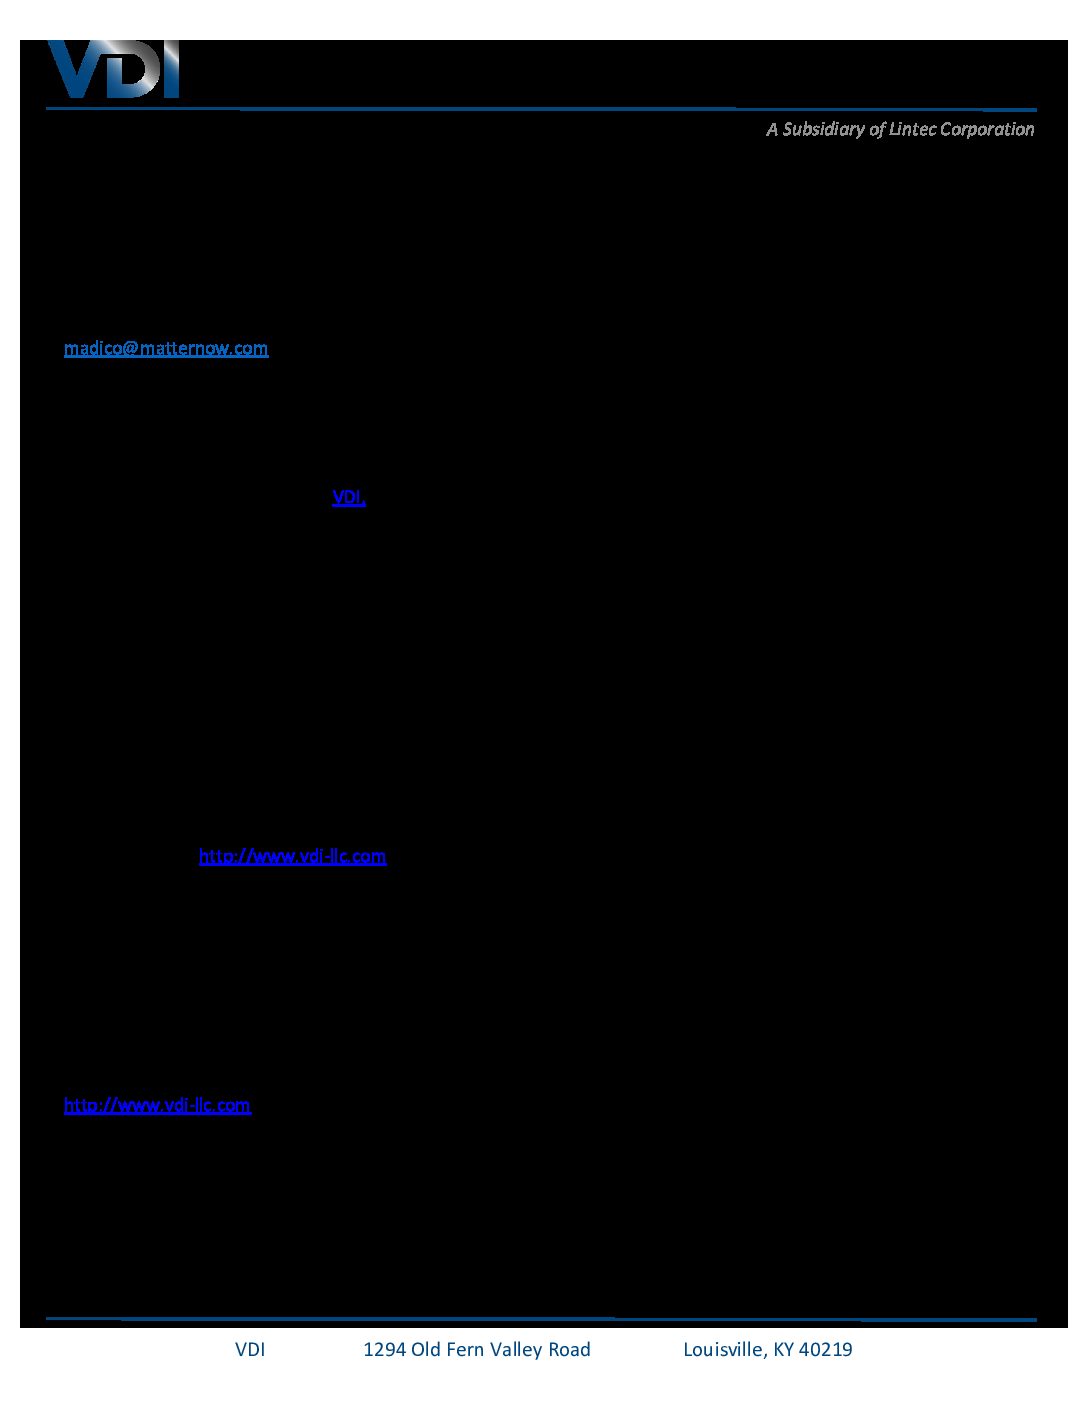 VDI
A Subsidiary of Lintec Corporation
madico@matternow.com
VDI,
http://www.vdi-llc.com
http://www.vdi-llc.com
VDI 1294 Old Fern Valley Road Louisville, KY 40219